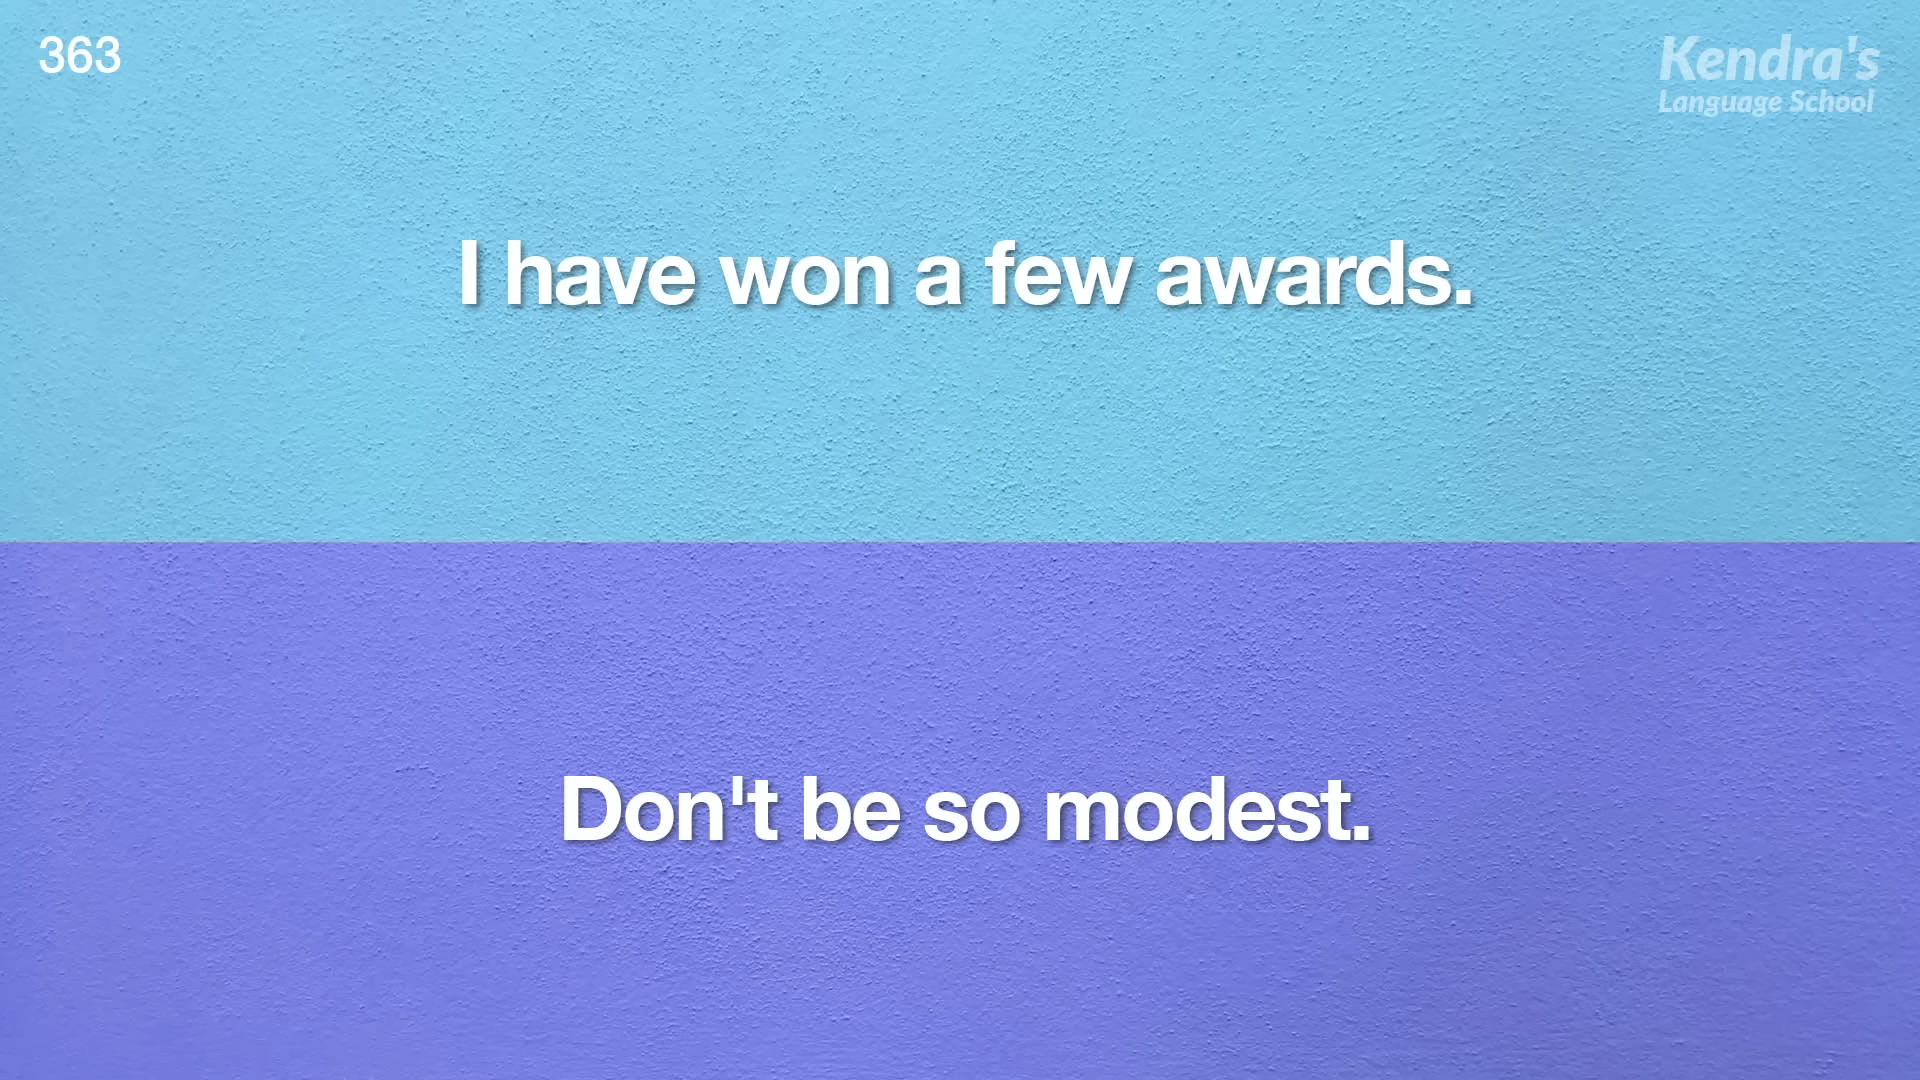 363
Kendra's
Language School
I have won a few awards.
Don't be so modest.